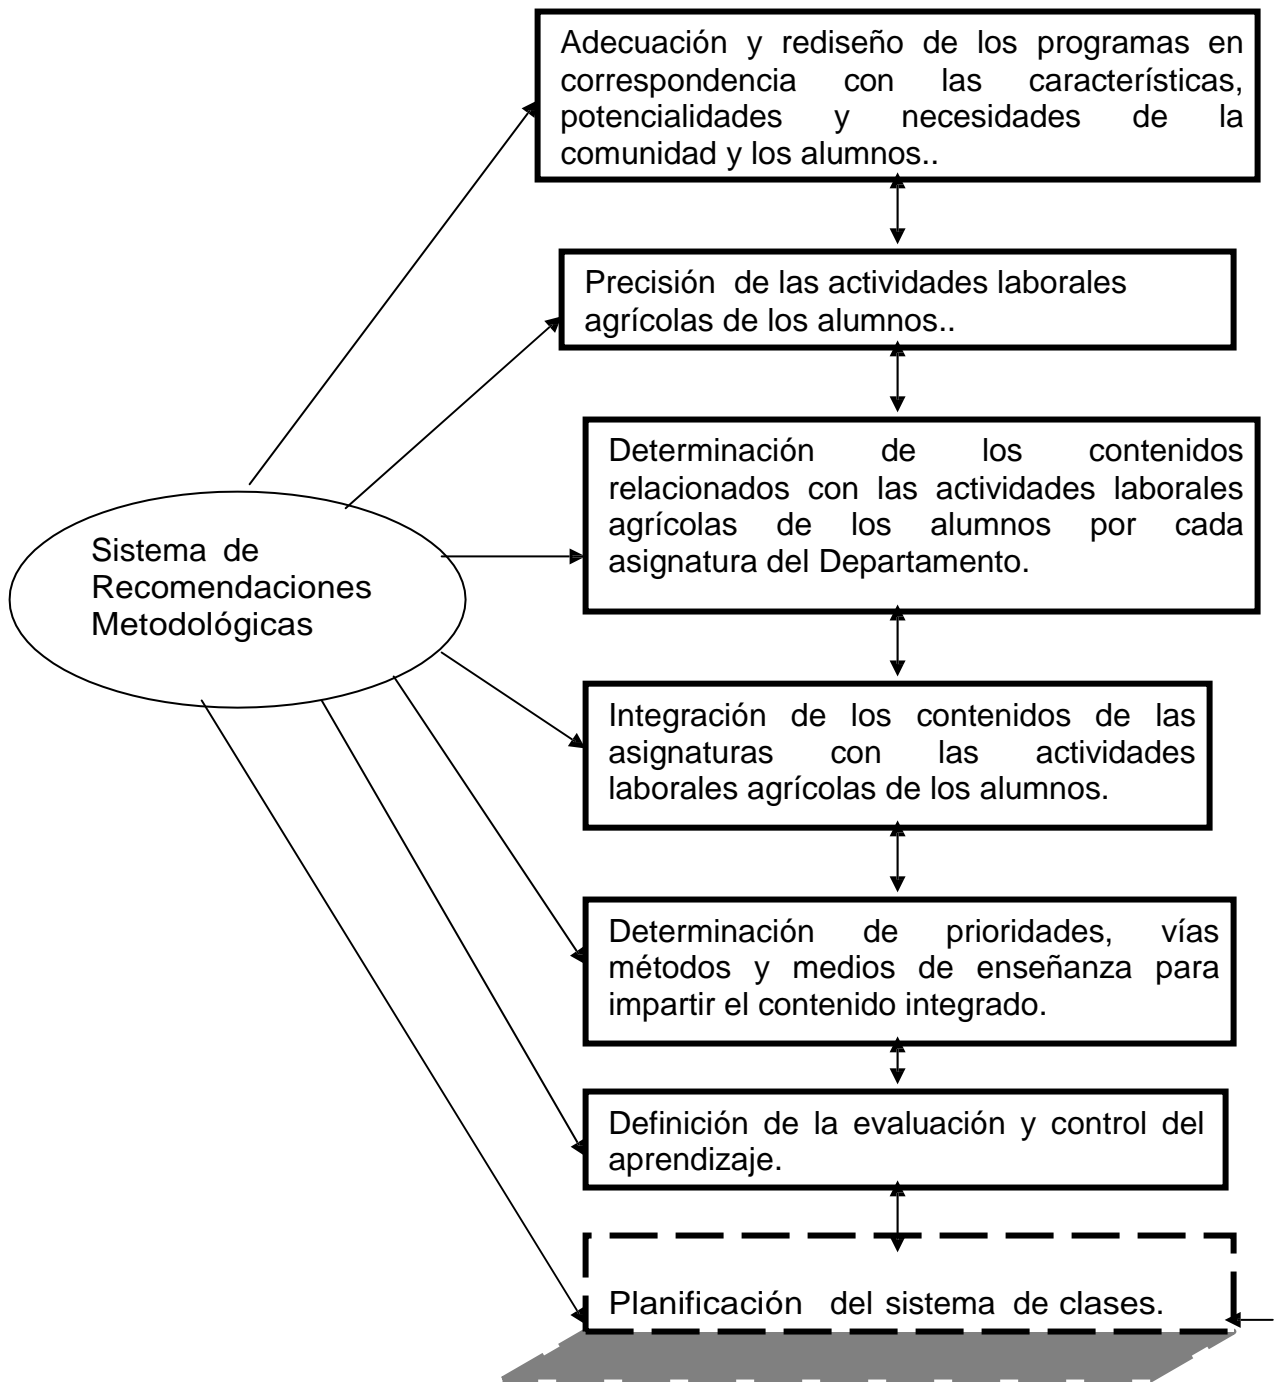 Adecuación y rediseño de los programas en
correspondencia con las características,
potencialidades y necesidades de la
comunidad y los alumnos..
Precisión de las actividades laborales
agrícolas de los alumnos..
Determinación de los contenidos
relacionados con las actividades laborales
agrícolas de los alumnos por cada
asignatura del Departamento.
Sistema de
Recomendaciones
Metodológicas
Integración de los contenidos de las
asignaturas con las actividades
laborales agrícolas de los alumnos.
Determinación de prioridades, vías
métodos y medios de enseñanza para
impartir el contenido integrado.
Definición de la evaluación y control del
aprendizaje.
Planificación del sistema de clases.